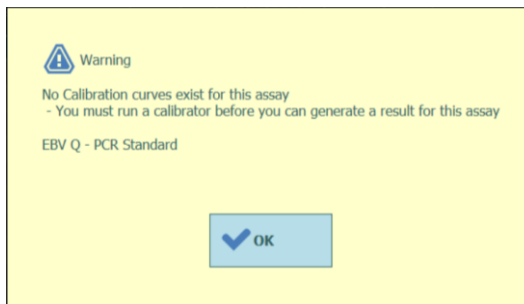 Warning
No Calibration curves exist for this assay
- You must run a calibrator before you can generate a result for this assay
EBV Q - PCR Standard
OK